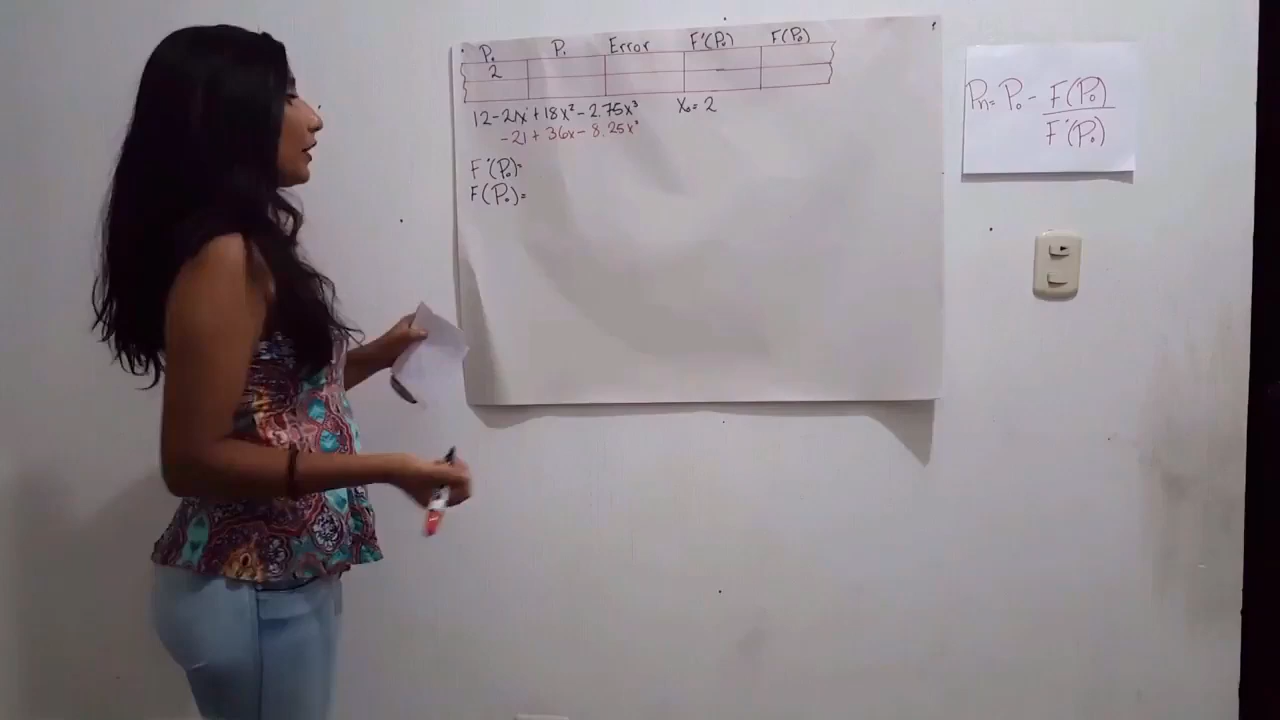 P₀ P₁ Error F'(P₀) F(P₀)
2
12-21x+18x²-2.75x³ X₀=2
-21+36x-8.25x²
F'(P₀)=
F(P₀)=
Pn=P₀-F(P₀)
F'(P₀)